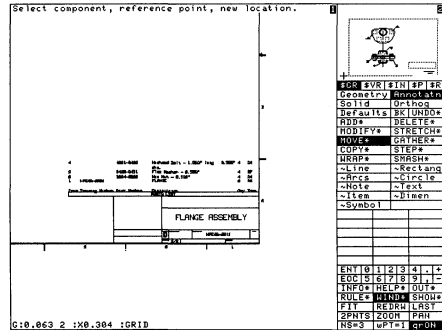 Select component, reference point, new location.
$GR $VR $IN $P $R
Geometry Annotatn
Solid Orthog
Defaults BK UNDO*
ADD* DELETE*
MODIFY* STRETCH*
MOVE* GATHER*
COPY* STEP*
WRAP* SMASH*
~Line ~Rectang
~Arcs ~Circle
~Note ~Text
~Item ~Dimen
~Symbol
FLANGE ASSEMBLY
ENT 0 1 2 3 4 . +
EOC 5 6 7 8 9 , -
INFO* HELP* OUT*
RULE* WIND* SHOW*
FIT REDRW LAST
2PNTS ZOOM PAN
NS=3 wPT=1 grON
G:0.063 2 :X0.304 :GRID